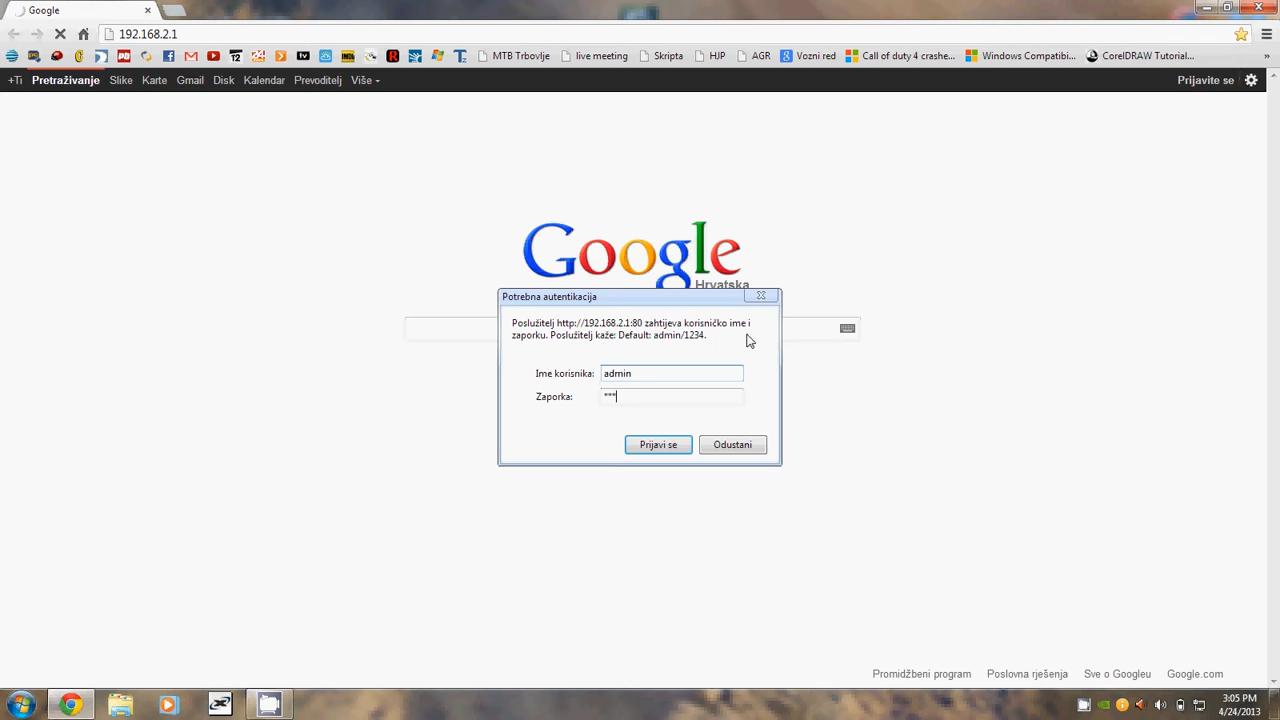 Google
192.168.2.1
MTB Trbovlje
live meeting
Skripta
HJP
AGR
Vozni red
Call of duty 4 crashe...
Windows Compatibi...
CorelDRAW Tutorial...
»
+Ti Pretraživanje Slike Karte Gmail Disk Kalendar Prevoditelj Više
Prijavite se
Google
Hrvatska
Potrebna autentikacija
Poslužitelj http://192.168.2.1:80 zahtijeva korisničko ime i
zaporku. Poslužitelj kaže: Default: admin/1234.
Ime korisnika: admin
Zaporka: ***
Prijavi se Odustani
Promidžbeni program Poslovna rješenja Sve o Googleu Google.com
3:05 PM
4/24/2013